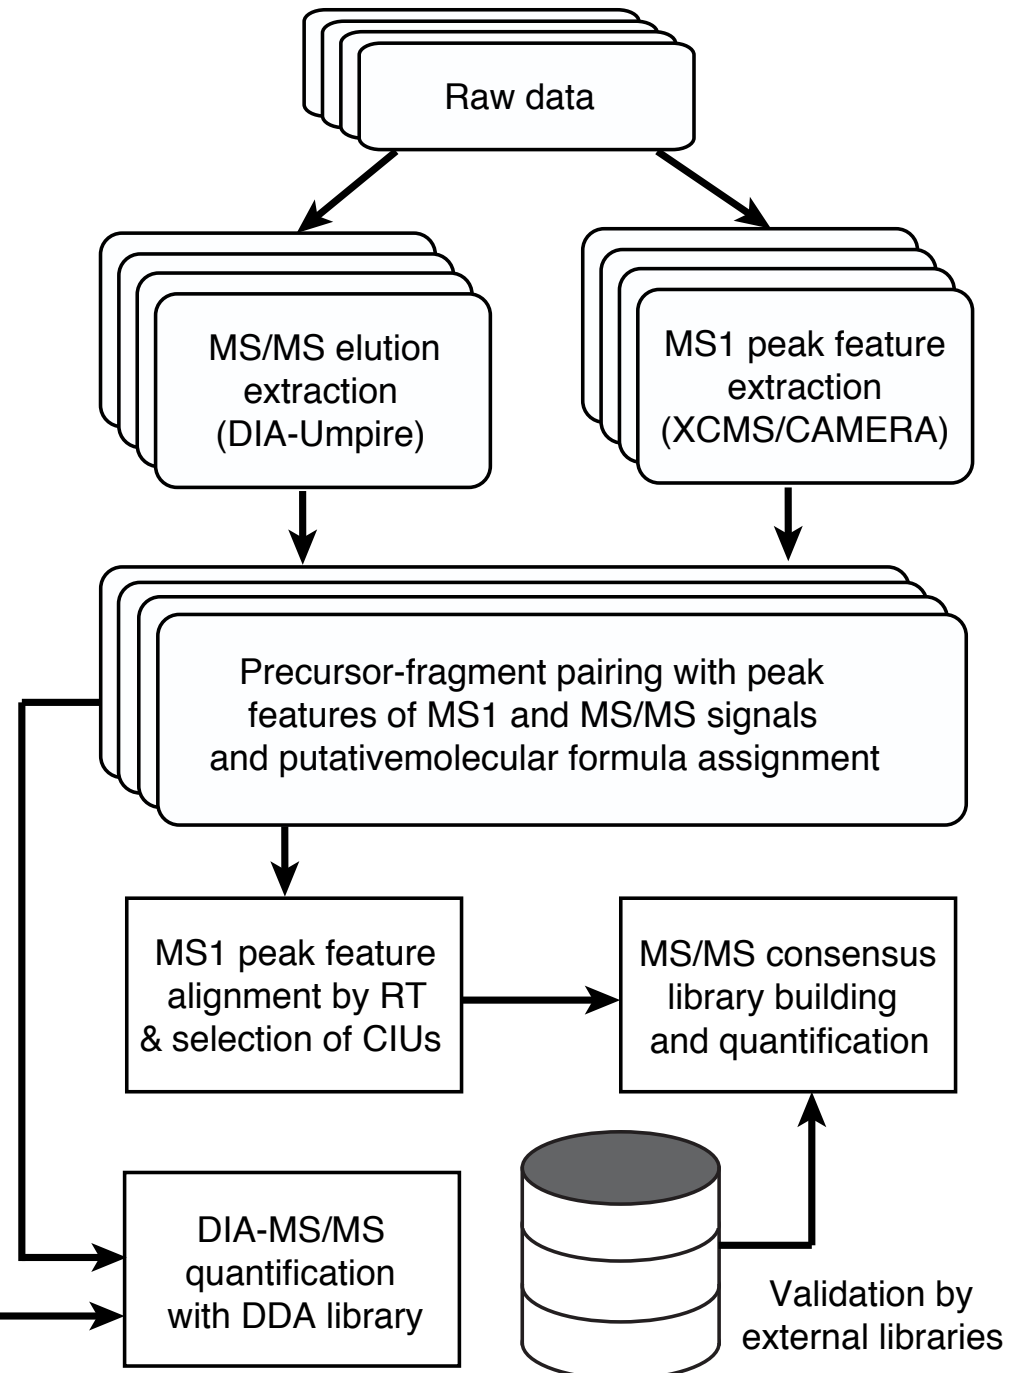 Raw data
MS/MS elution
extraction
(DIA-Umpire)
MS1 peak feature
extraction
(XCMS/CAMERA)
Precursor-fragment pairing with peak
features of MS1 and MS/MS signals
and putativemolecular formula assignment
MS1 peak feature
alignment by RT
& selection of CIUs
MS/MS consensus
library building
and quantification
DIA-MS/MS
quantification
with DDA library
Validation by
external libraries